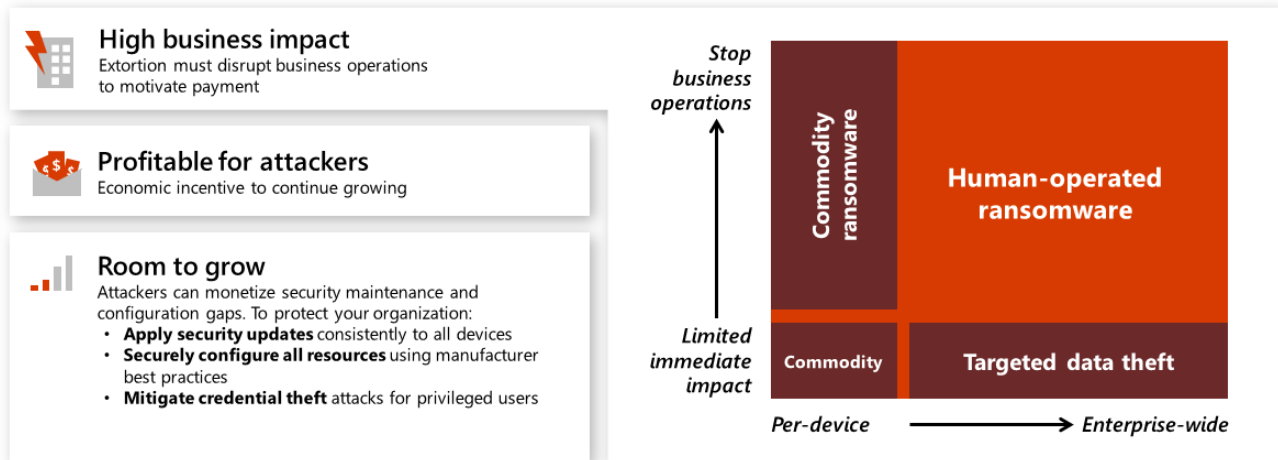 High business impact
Extortion must disrupt business operations
to motivate payment
Profitable for attackers
Economic incentive to continue growing
Room to grow
Attackers can monetize security maintenance and
configuration gaps. To protect your organization:
• Apply security updates consistently to all devices
• Securely configure all resources using manufacturer
best practices
• Mitigate credential theft attacks for privileged users
Stop
business
operations
Limited
immediate
impact
Commodity
ransomware
Human-operated
ransomware
Commodity
Targeted data theft
Per-device
Enterprise-wide